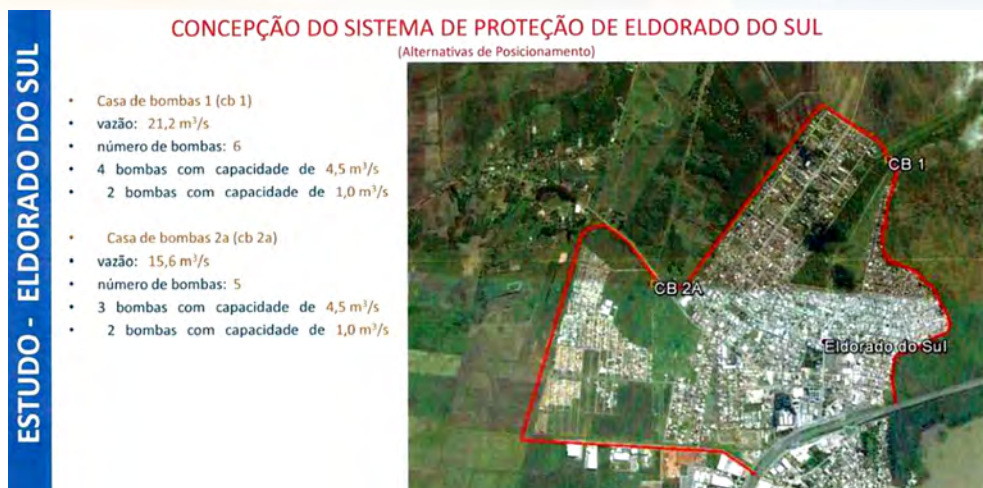 CONCEPÇÃO DO SISTEMA DE PROTEÇÃO DE ELDORADO DO SUL
(Alternativas de Posicionamento)
ESTUDO - ELDORADO DO SUL
• Casa de bombas 1 (cb 1)
• vazão: 21,2 m³/s
• número de bombas: 6
• 4 bombas com capacidade de 4,5 m³/s
• 2 bombas com capacidade de 1,0 m³/s
• Casa de bombas 2a (cb 2a)
• vazão: 15,6 m³/s
• número de bombas: 5
• 3 bombas com capacidade de 4,5 m³/s
• 2 bombas com capacidade de 1,0 m³/s
CB 1
CB 2A
Eldorado do Sul